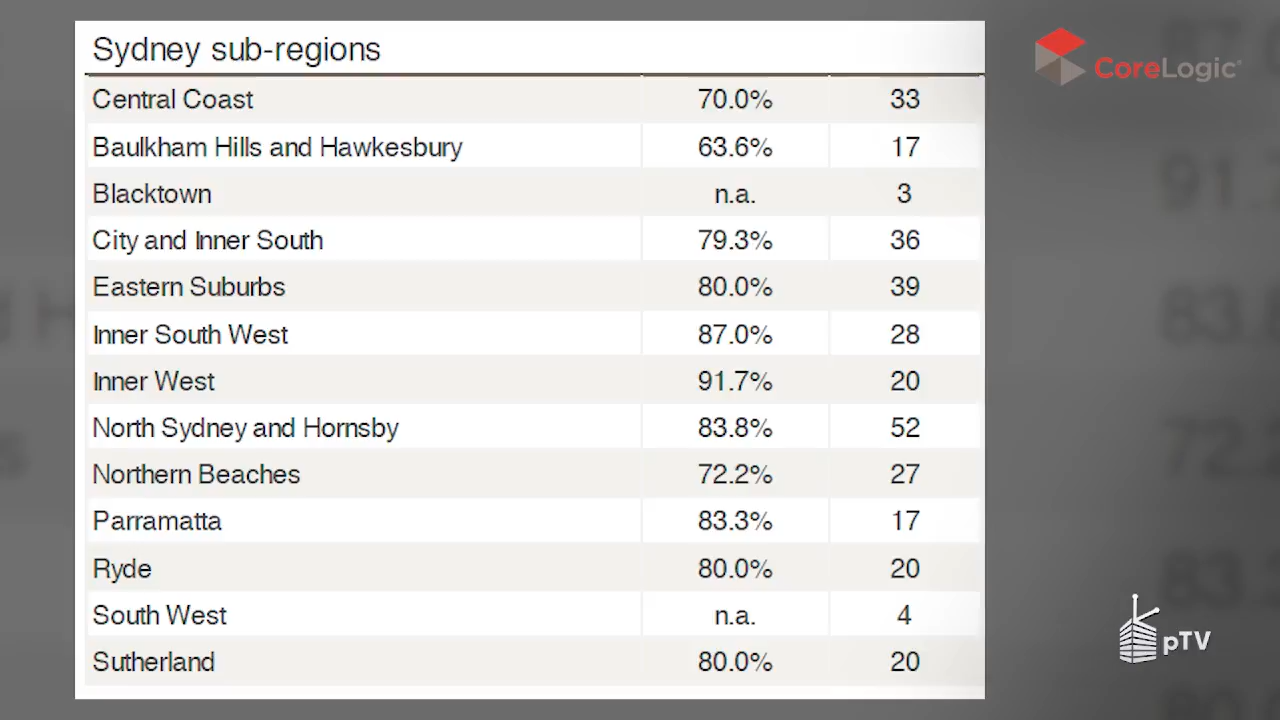 Sydney sub-regions
CoreLogic
Central Coast 70.0% 33
Baulkham Hills and Hawkesbury 63.6% 17
Blacktown n.a. 3
City and Inner South 79.3% 36
Eastern Suburbs 80.0% 39
Inner South West 87.0% 28
Inner West 91.7% 20
North Sydney and Hornsby 83.8% 52
Northern Beaches 72.2% 27
Parramatta 83.3% 17
Ryde 80.0% 20
South West n.a. 4
Sutherland 80.0% 20
pTV